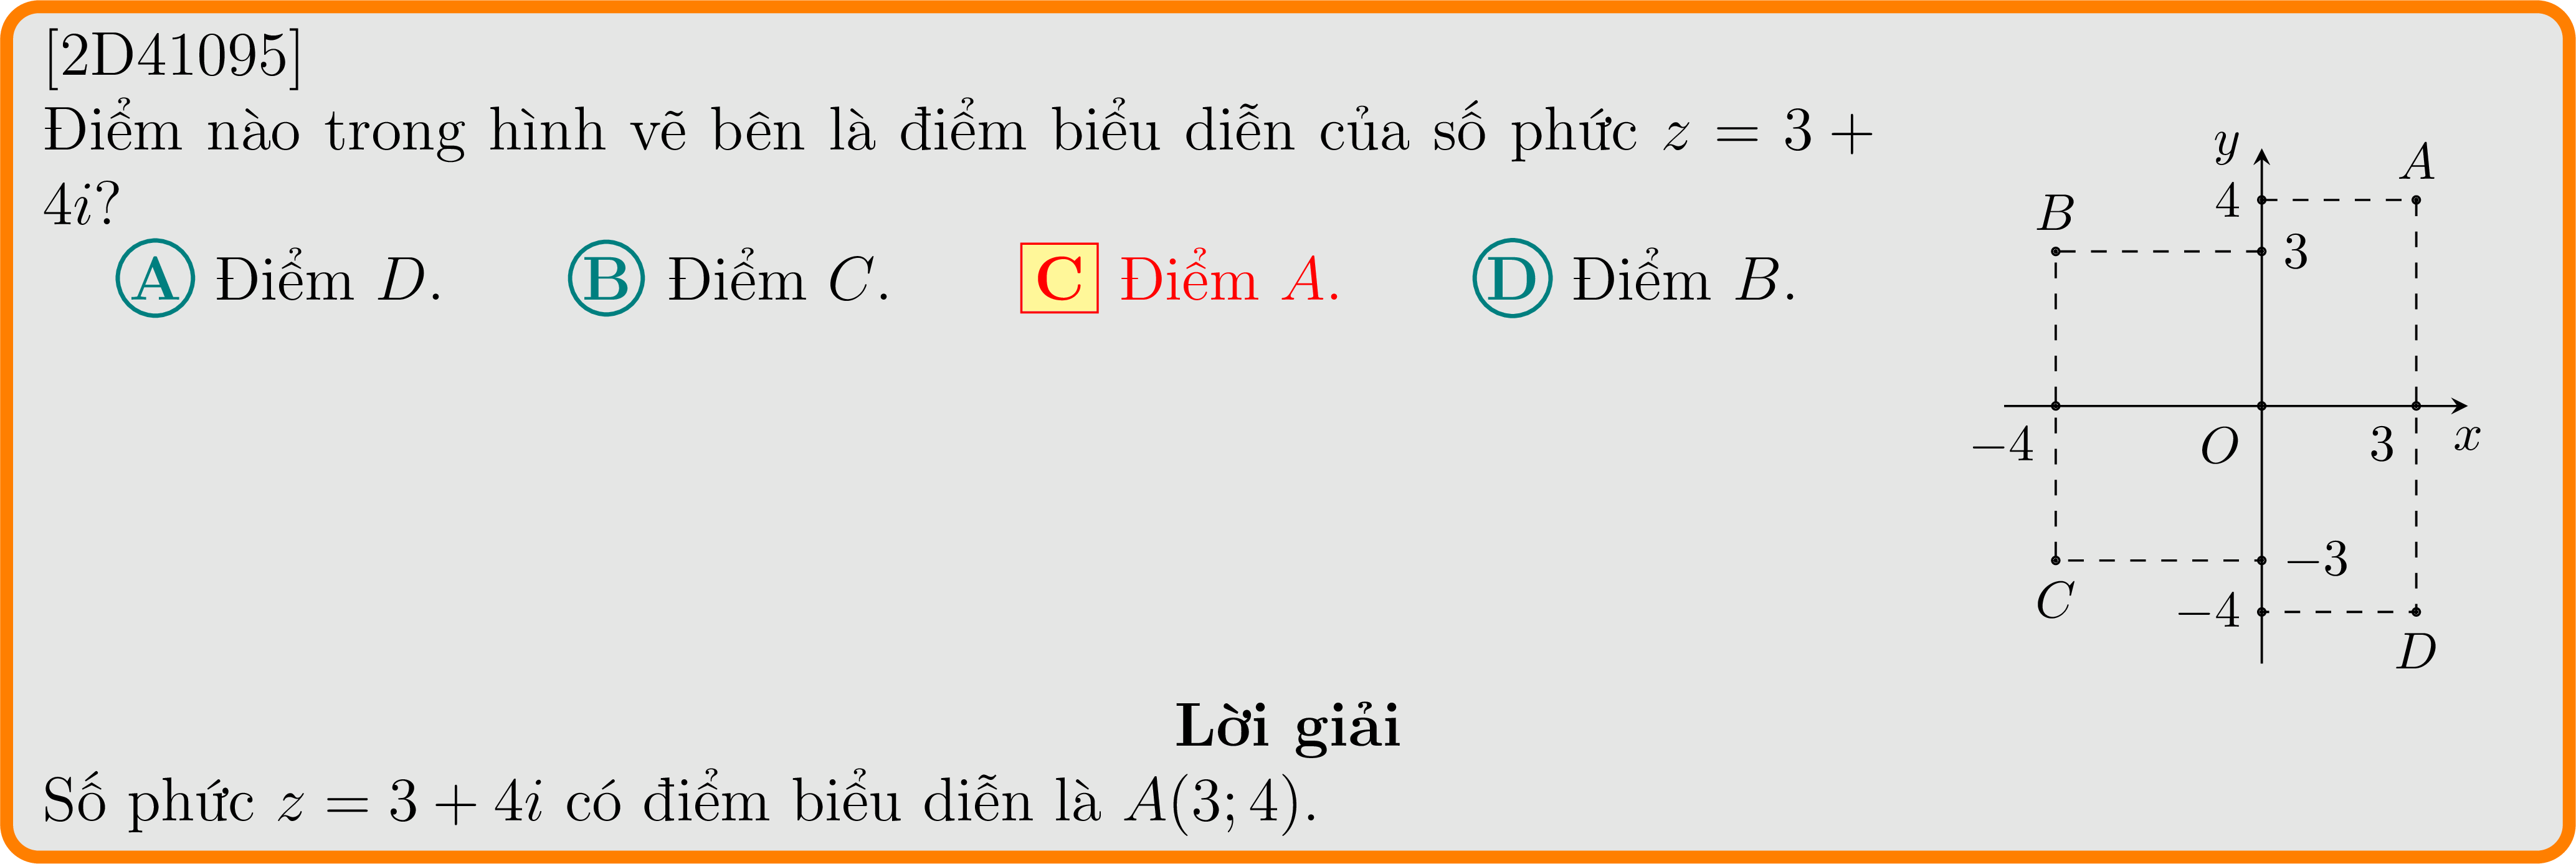 [2D41095]
Điểm nào trong hình vẽ bên là điểm biểu diễn của số phức z = 3 +
4i?
A Điểm D. B Điểm C. C Điểm A. D Điểm B.
y
A
4
B
3
−4
O
3
x
−3
C
−4
D
Lời giải
Số phức z = 3 + 4i có điểm biểu diễn là A(3; 4).